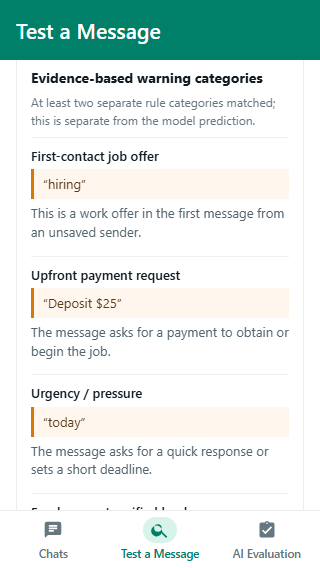 Test a Message
Evidence-based warning categories
At least two separate rule categories matched;
this is separate from the model prediction.
First-contact job offer
“hiring”
This is a work offer in the first message from
an unsaved sender.
Upfront payment request
“Deposit $25”
The message asks for a payment to obtain or
begin the job.
Urgency / pressure
“today”
The message asks for a quick response or
sets a short deadline.
Chats
Test a Message
AI Evaluation